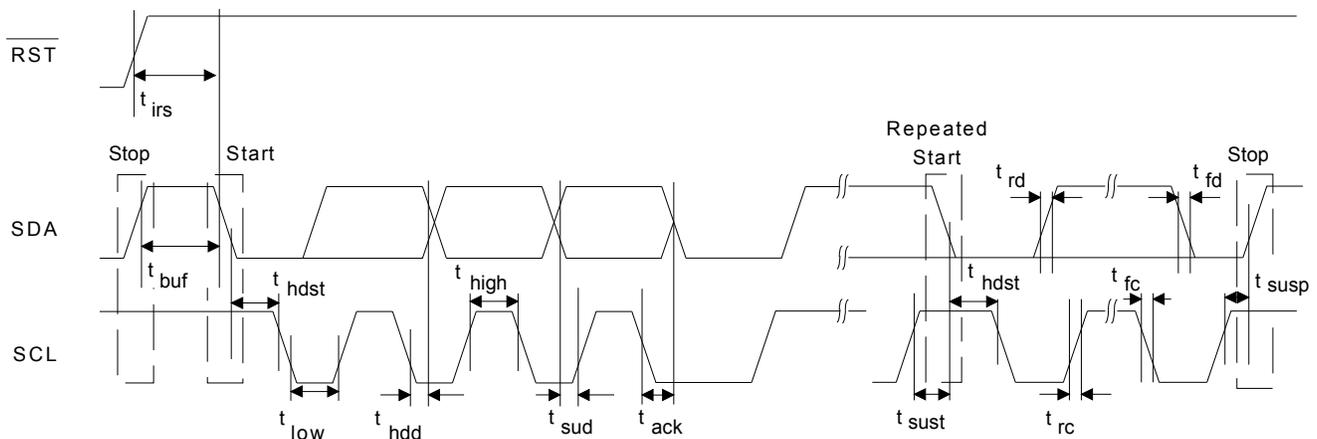 RST
t irs
Repeated
Stop Start Start Stop
t rd t fd
SDA
t buf t hdst t high t hdst t fc t susp
SCL
t low t hdd t sud t ack t sust t rc